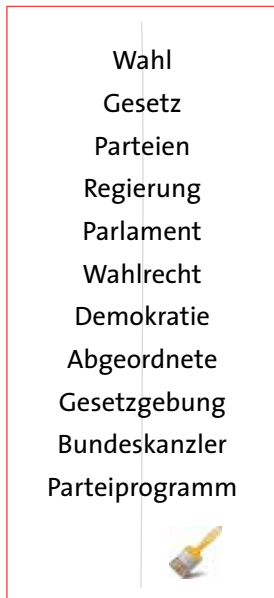 Wahl
Gesetz
Parteien
Regierung
Parlament
Wahlrecht
Demokratie
Abgeordnete
Gesetzgebung
Bundeskanzler
Parteiprogramm